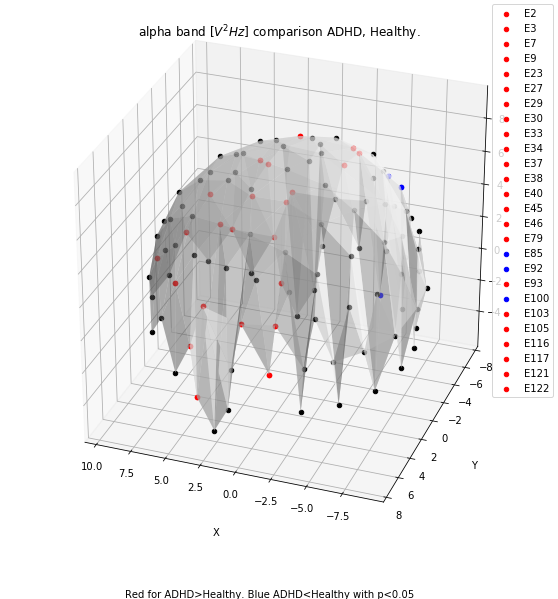 alpha band [V²Hz] comparison ADHD, Healthy.
E2
E3
E7
E9
E23
E27
E29
E30
E33
E34
E37
E38
E40
E45
E46
E79
E85
E92
E93
E100
E103
E105
E116
E117
E121
E122
8
6
4
2
0
−2
−4
−8
−6
−4
−2
0
2
4
6
8
Y
10.0
7.5
5.0
2.5
0.0
−2.5
−5.0
−7.5
X
Red for ADHD>Healthy. Blue ADHD<Healthy with p<0.05